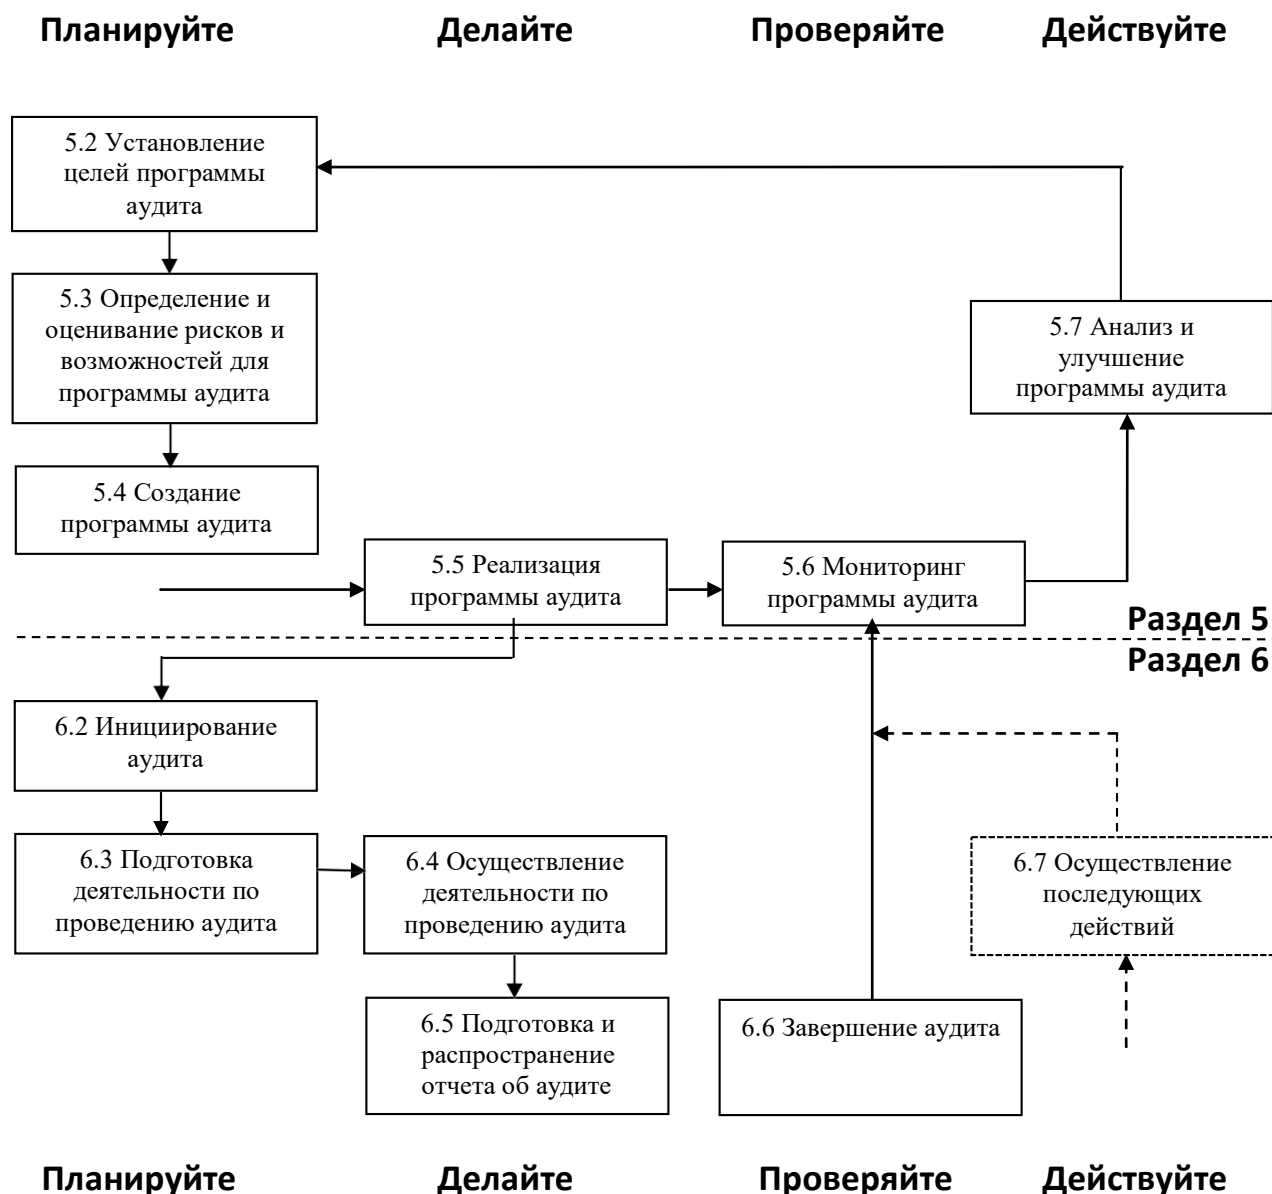 Планируйте
Делайте
Проверяйте
Действуйте
5.2 Установление
целей программы
аудита
5.3 Определение и
оценивание рисков и
возможностей для
программы аудита
5.7 Анализ и
улучшение
программы аудита
5.4 Создание
программы аудита
5.5 Реализация
программы аудита
5.6 Мониторинг
программы аудита
Раздел 5
Раздел 6
6.2 Инициирование
аудита
6.3 Подготовка
деятельности по
проведению аудита
6.4 Осуществление
деятельности по
проведению аудита
6.7 Осуществление
последующих
действий
6.5 Подготовка и
распространение
отчета об аудите
6.6 Завершение аудита
Планируйте
Делайте
Проверяйте
Действуйте